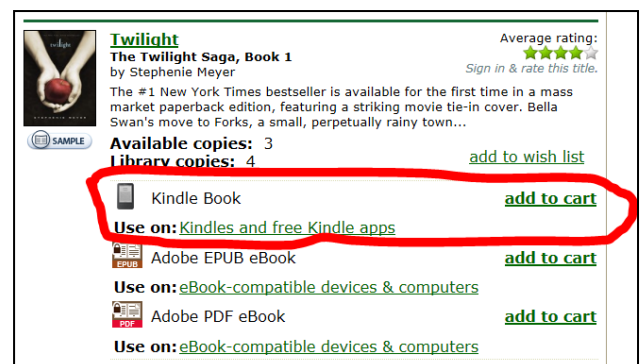 Twilight
Average rating:
The Twilight Saga, Book 1
by Stephenie Meyer
Sign in & rate this title.
The #1 New York Times bestseller is available for the first time in a mass
market paperback edition, featuring a striking movie tie-in cover. Bella
Swan's move to Forks, a small, perpetually rainy town...
twilight
STEPHENIE MEYER
SAMPLE
Available copies: 3
Library copies: 4
add to wish list
Kindle Book add to cart
Use on: Kindles and free Kindle apps
EPUB Adobe EPUB eBook add to cart
Use on: eBook-compatible devices & computers
PDF Adobe PDF eBook add to cart
Use on: eBook-compatible devices & computers